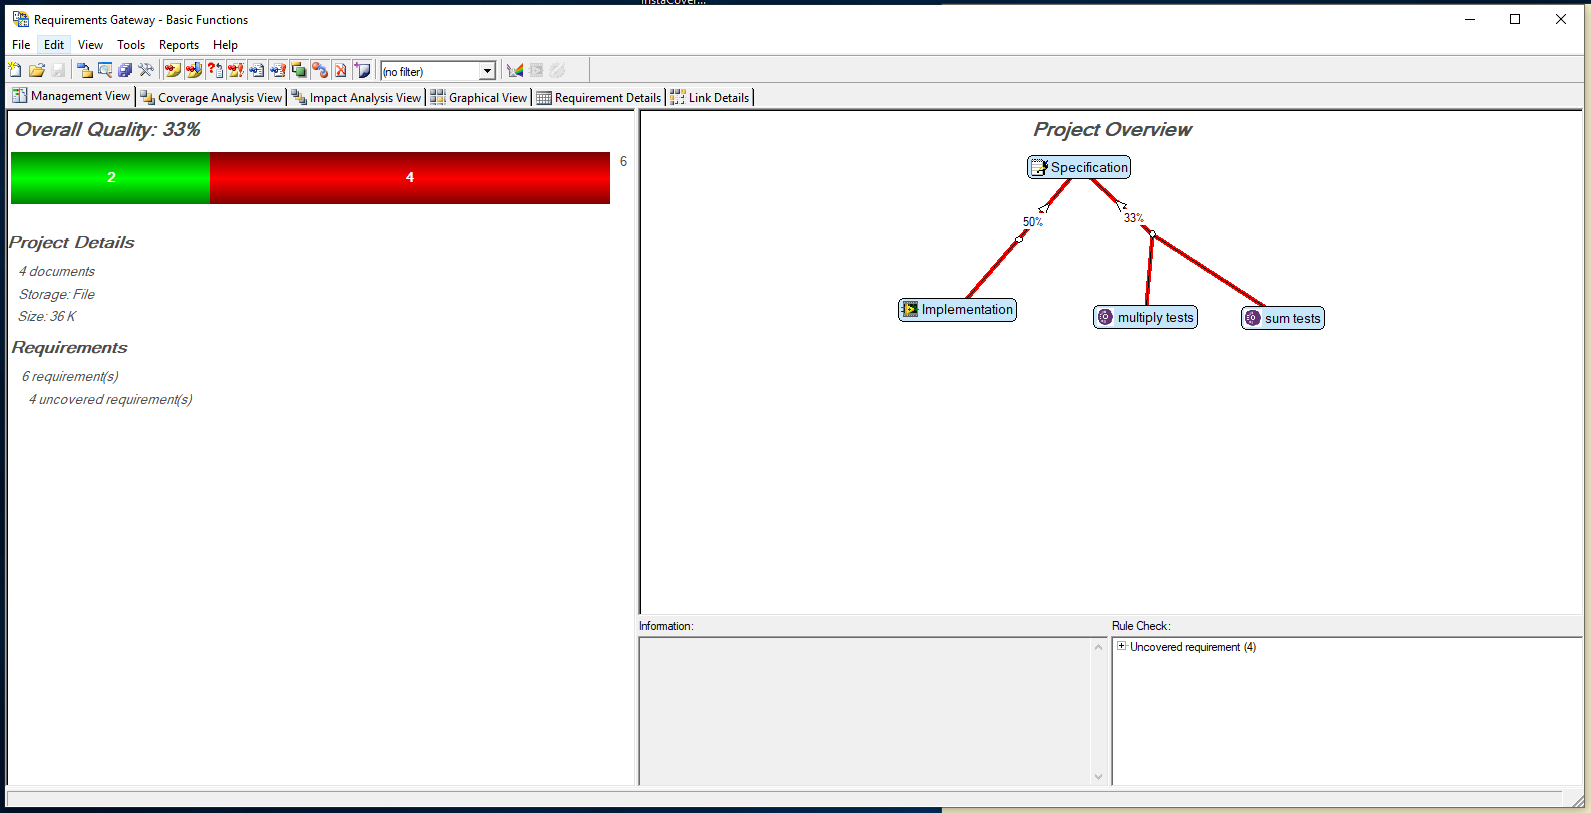 InstaCover...
Requirements Gateway - Basic Functions
File Edit View Tools Reports Help
(no filter)
Management View Coverage Analysis View Impact Analysis View Graphical View Requirement Details Link Details
Overall Quality: 33%
2 4 6
Project Details
4 documents
Storage: File
Size: 36 K
Requirements
6 requirement(s)
4 uncovered requirement(s)
Project Overview
Specification
50% 33%
Implementation multiply tests sum tests
Information:
Rule Check:
Uncovered requirement (4)